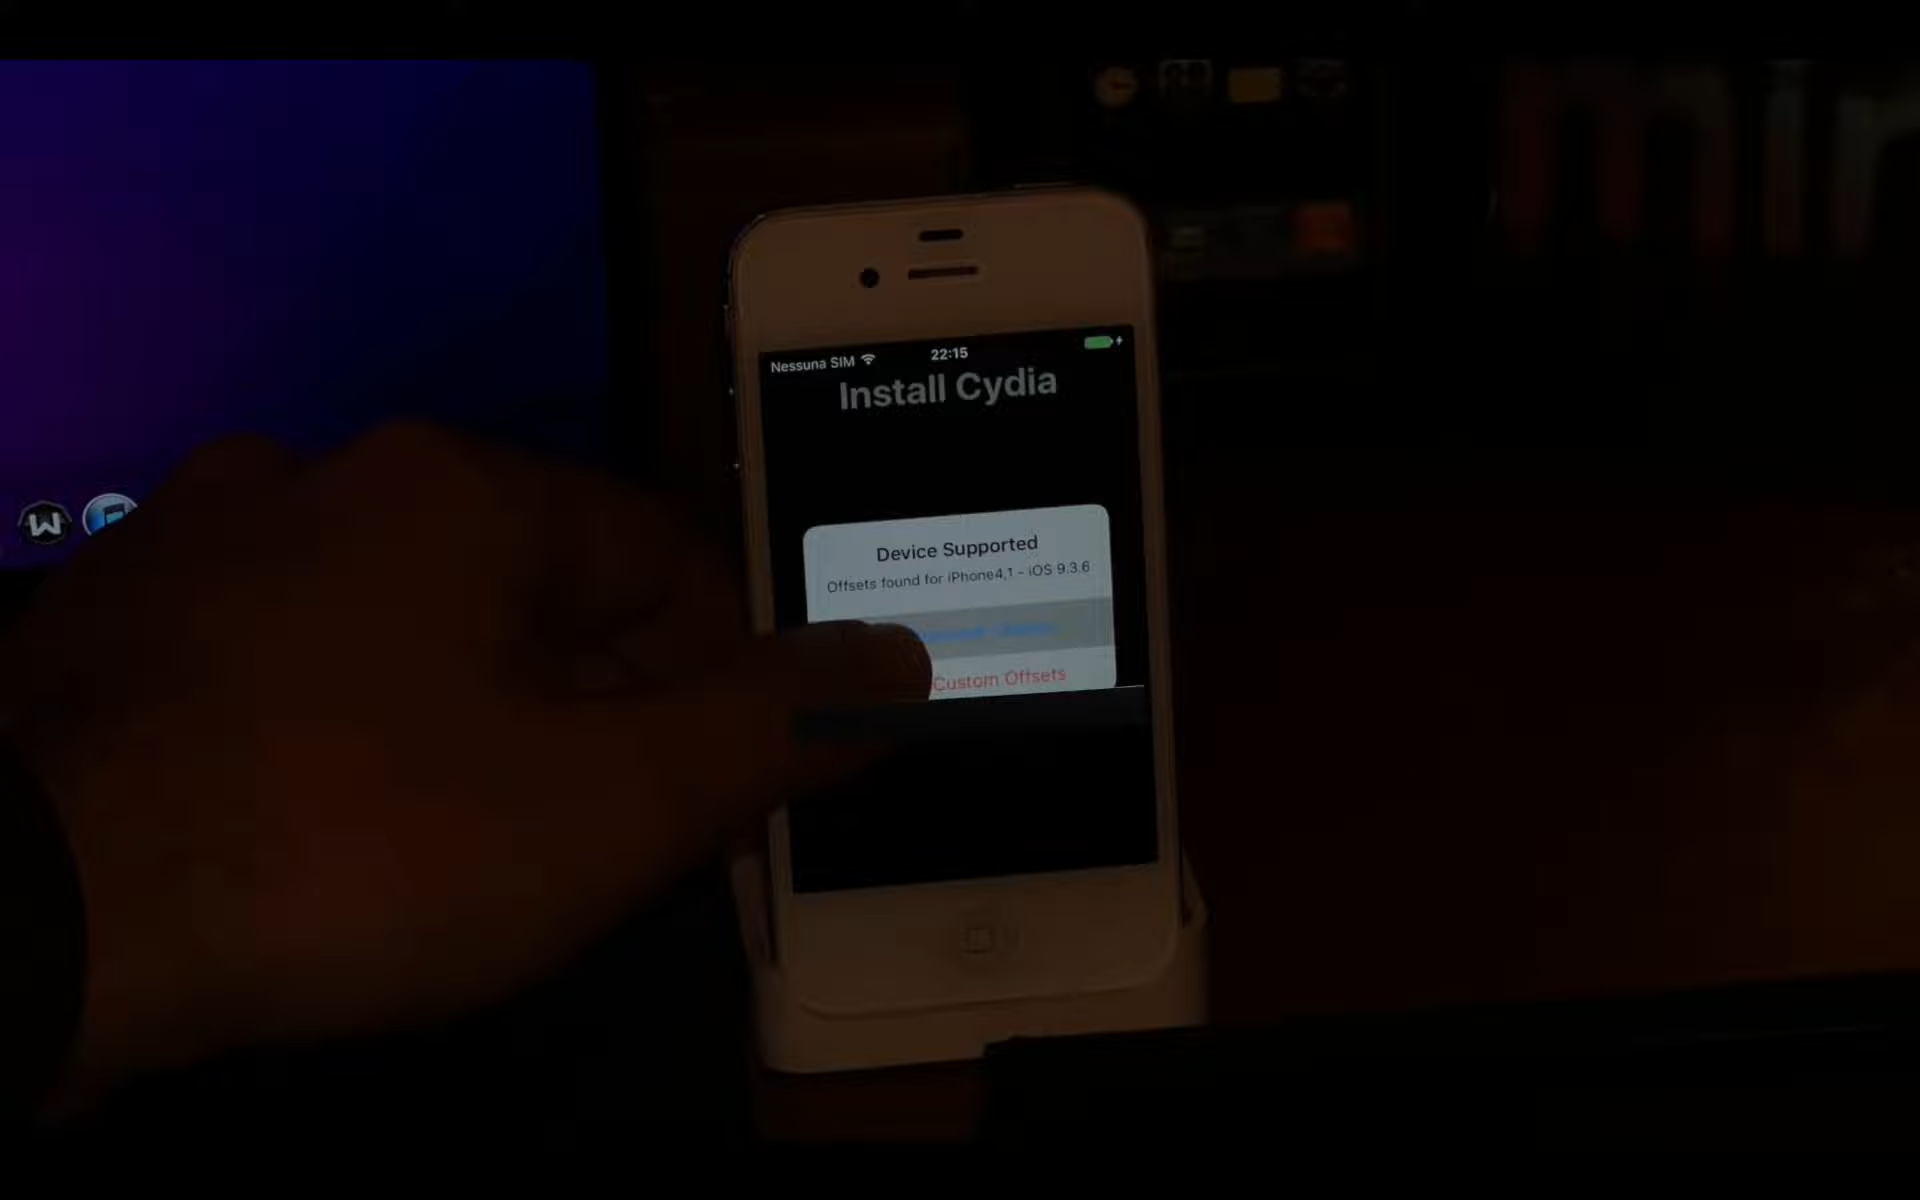 Nessuna SIM 22:15
Install Cydia
Device Supported
Offsets found for iPhone4,1 - iOS 9.3.6
Custom Offsets